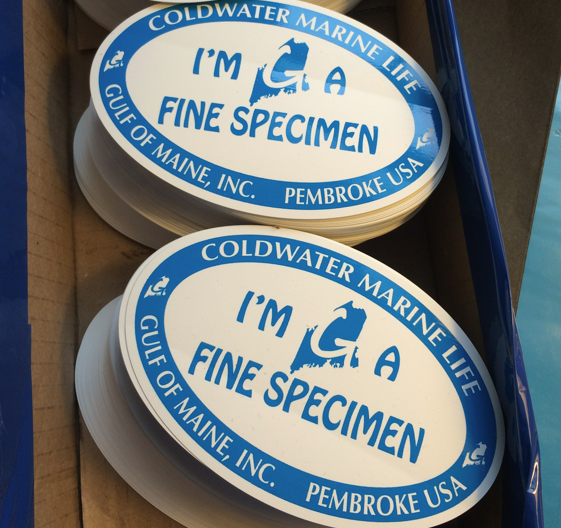 COLDWATER MARINE LIFE
I'M G A
FINE SPECIMEN
GULF OF MAINE, INC. PEMBROKE USA
COLDWATER MARINE LIFE
I'M G A
FINE SPECIMEN
GULF OF MAINE, INC. PEMBROKE USA